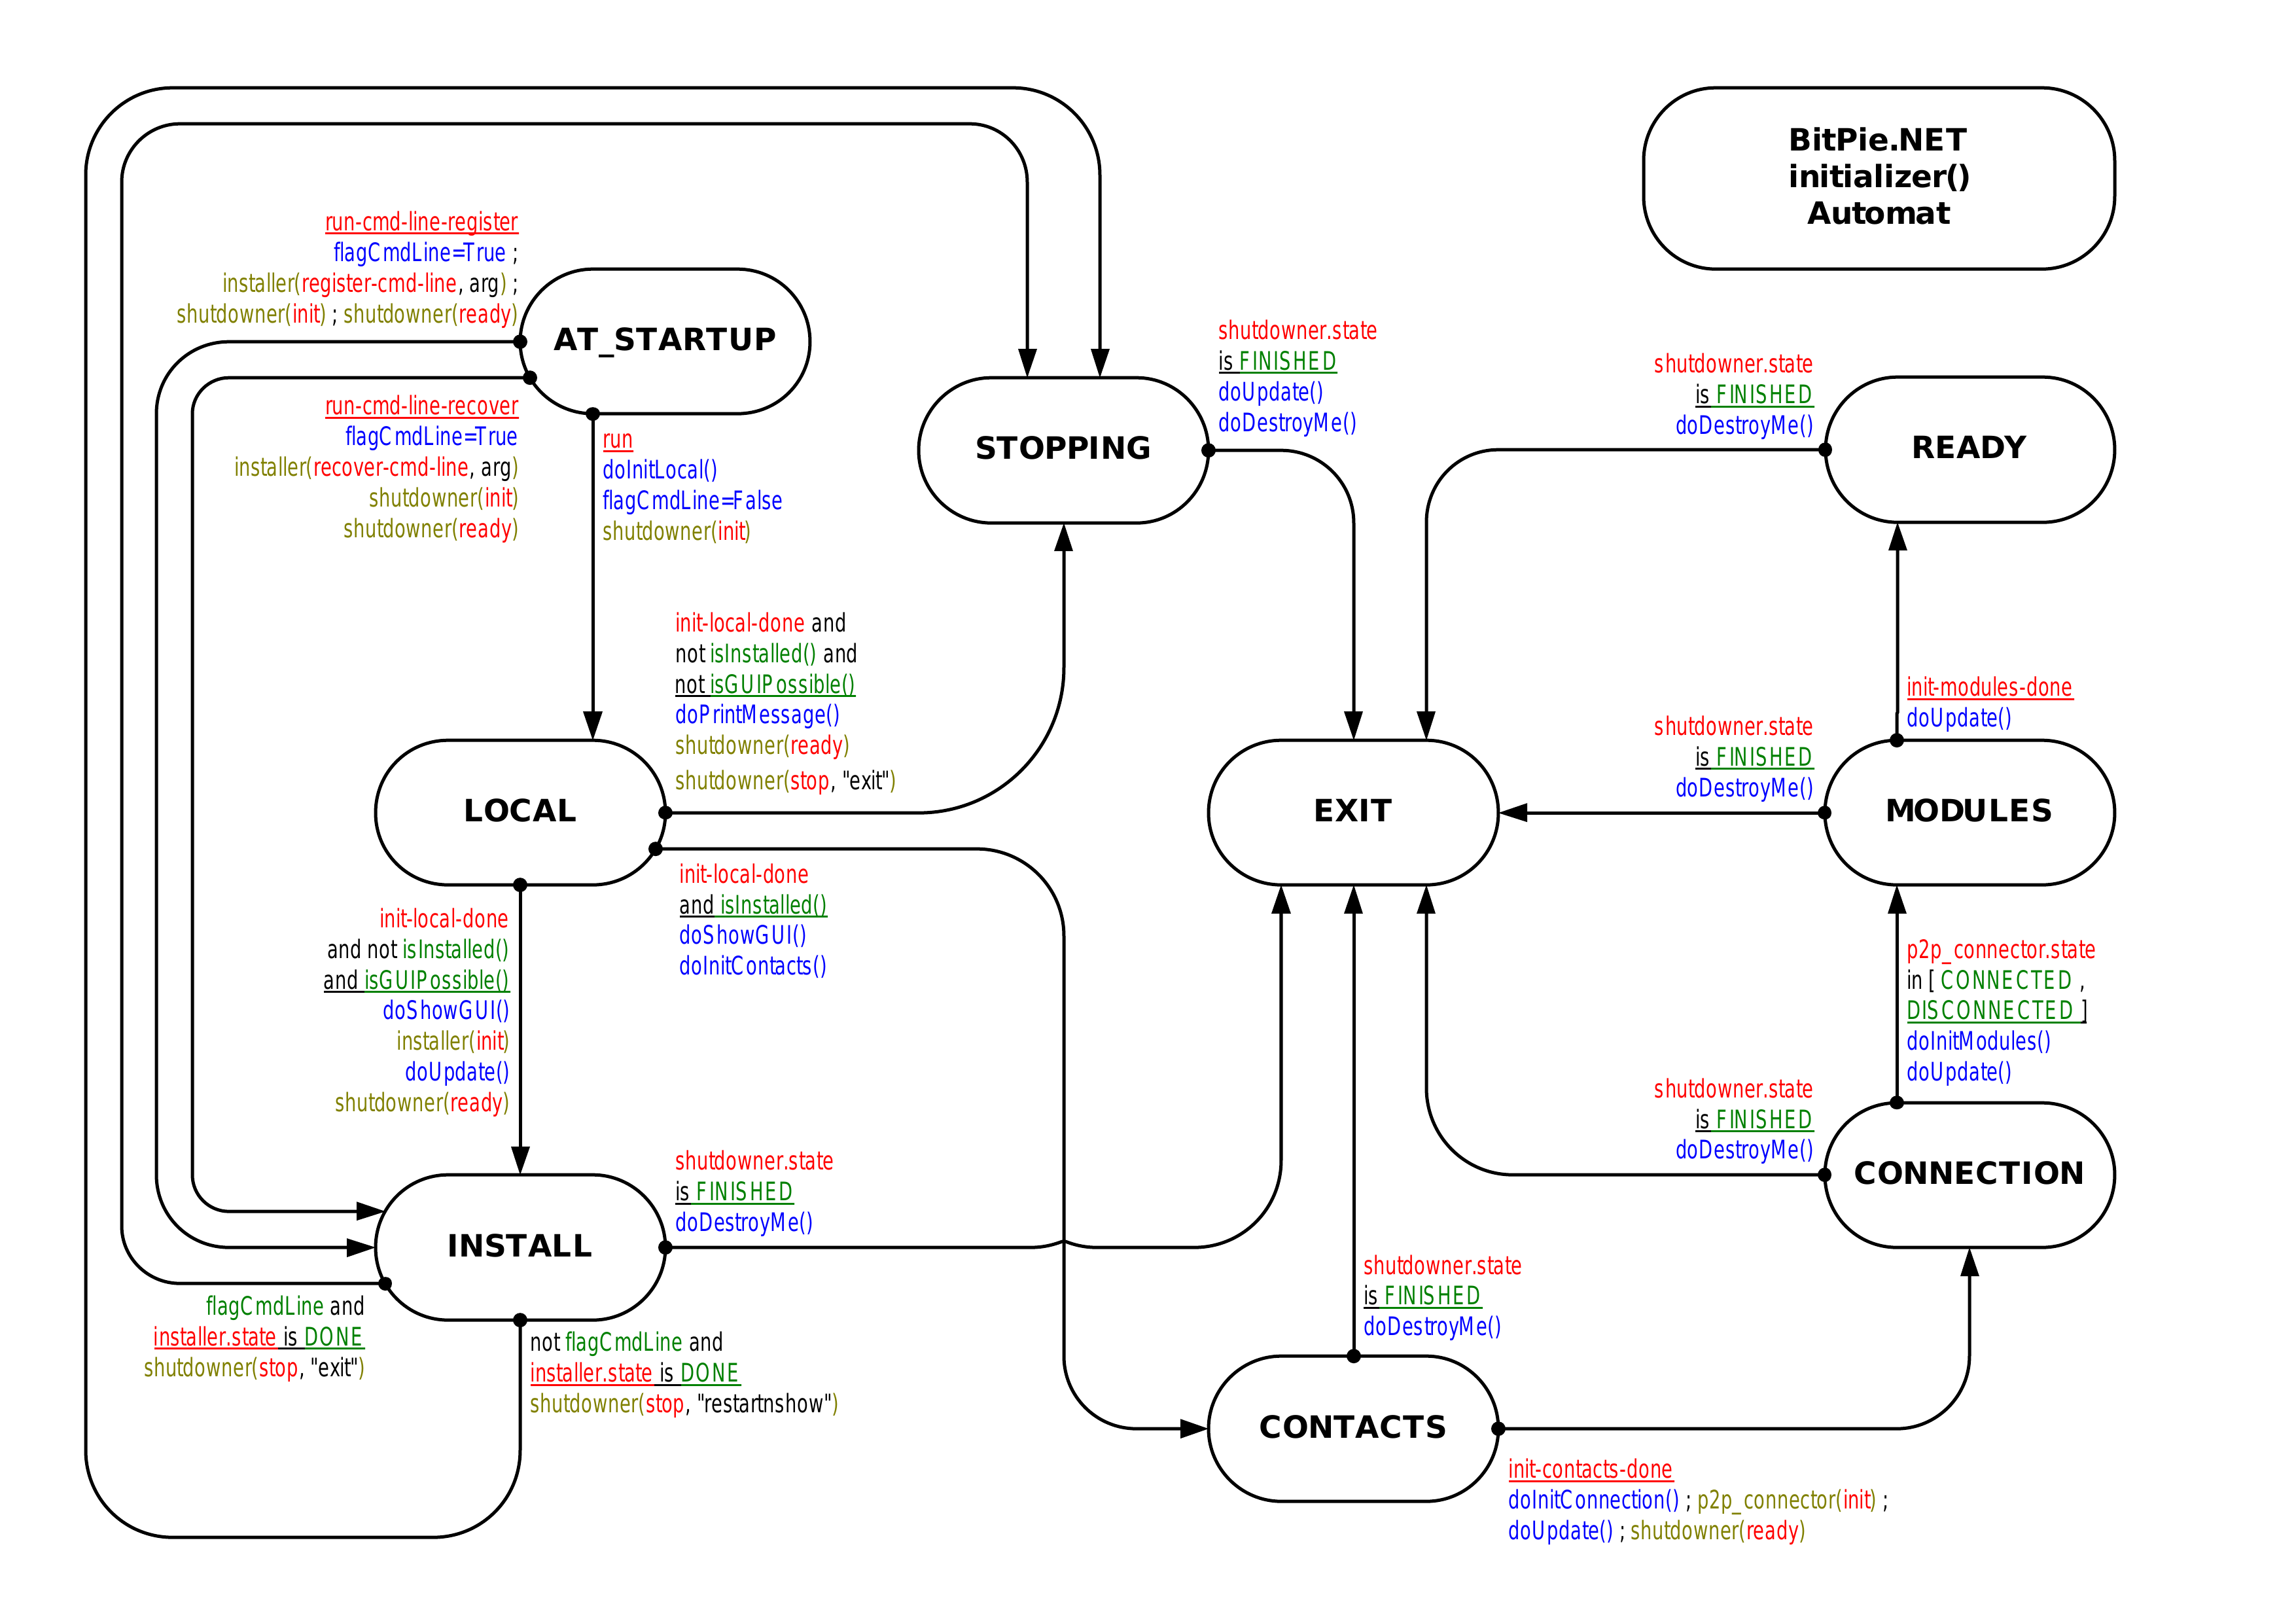 BitPie.NET
initializer()
Automat
run-cmd-line-register
flagCmdLine=True ;
installer(register-cmd-line, arg) ;
shutdowner(init) ; shutdowner(ready)
AT_STARTUP
run-cmd-line-recover
flagCmdLine=True
installer(recover-cmd-line, arg)
shutdowner(init)
shutdowner(ready)
run
doInitLocal()
flagCmdLine=False
shutdowner(init)
STOPPING
shutdowner.state
is FINISHED
doUpdate()
doDestroyMe()
shutdowner.state
is FINISHED
doDestroyMe()
READY
init-local-done and
not isInstalled() and
not isGUIPossible()
doPrintMessage()
shutdowner(ready)
shutdowner(stop, "exit")
init-modules-done
doUpdate()
shutdowner.state
is FINISHED
doDestroyMe()
LOCAL
EXIT
MODULES
init-local-done
and isInstalled()
doShowGUI()
doInitContacts()
init-local-done
and not isInstalled()
and isGUIPossible()
doShowGUI()
installer(init)
doUpdate()
shutdowner(ready)
p2p_connector.state
in [ CONNECTED ,
DISCONNECTED ]
doInitModules()
doUpdate()
shutdowner.state
is FINISHED
doDestroyMe()
CONNECTION
shutdowner.state
is FINISHED
doDestroyMe()
INSTALL
shutdowner.state
is FINISHED
doDestroyMe()
flagCmdLine and
installer.state is DONE
shutdowner(stop, "exit")
not flagCmdLine and
installer.state is DONE
shutdowner(stop, "restartnshow")
CONTACTS
init-contacts-done
doInitConnection() ; p2p_connector(init) ;
doUpdate() ; shutdowner(ready)